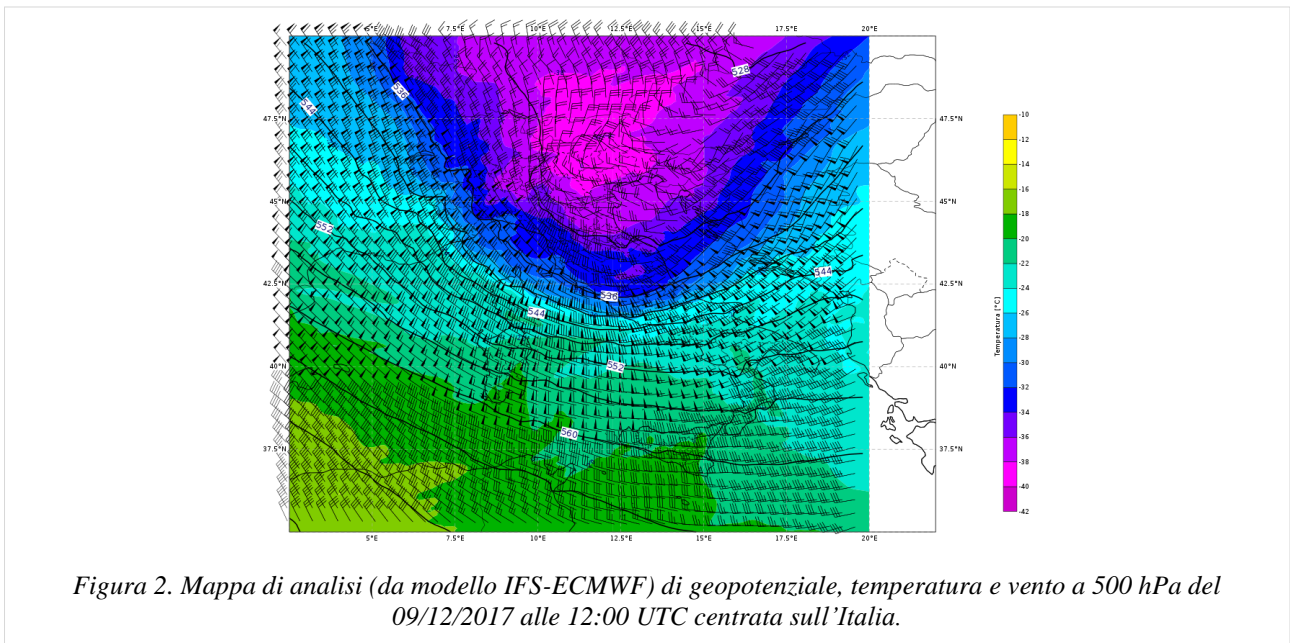 5°E 7.5°E 10°E 12.5°E 15°E 17.5°E 20°E
528
536
544
47.5°N 47.5°N
45°N 45°N
552
544
42.5°N 42.5°N
536
544
40°N 40°N
552
560
37.5°N 37.5°N
5°E 7.5°E 10°E 12.5°E 15°E 17.5°E 20°E
Temperatura [°C]
-10
-12
-14
-16
-18
-20
-22
-24
-26
-28
-30
-32
-34
-36
-38
-40
-42
Figura 2. Mappa di analisi (da modello IFS-ECMWF) di geopotenziale, temperatura e vento a 500 hPa del
09/12/2017 alle 12:00 UTC centrata sull’Italia.